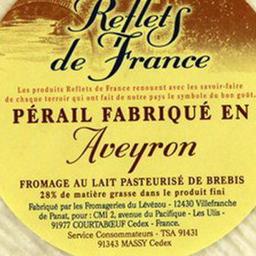 Reflets
de France
Les produits Reflets de France renouent avec les savoir-faire
de chaque terroir qui ont fait de notre pays le symbole du bon goût.
PÉRAIL FABRIQUÉ EN
Aveyron
FROMAGE AU LAIT PASTEURISÉ DE BREBIS
28% de matière grasse dans le produit fini
Fabriqué par les Fromageries du Lévézou - 12430 Villefranche
de Panat, pour : CMI 2, avenue du Pacifique - Les Ulis -
91977 COURTABŒUF Cedex - France.
Service Consommateurs - TSA 91431
91343 MASSY Cedex